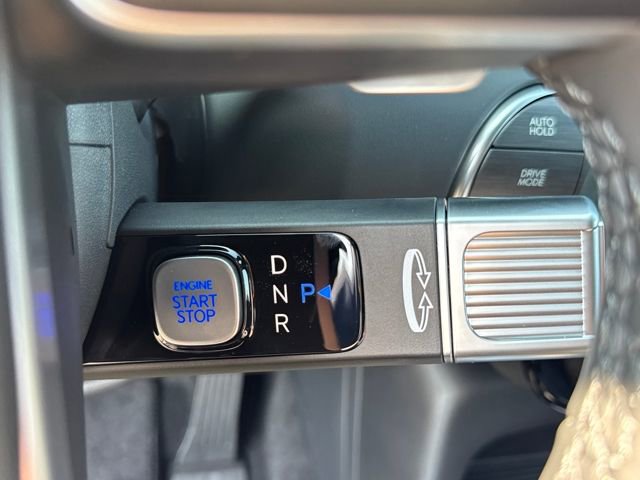 AUTO
HOLD
DRIVE
MODE
ENGINE
START
STOP
D
N P
R